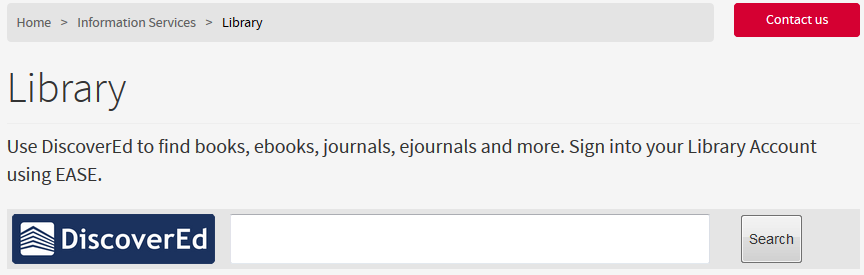 Home > Information Services > Library
Contact us
Library
Use DiscoverEd to find books, ebooks, journals, ejournals and more. Sign into your Library Account
using EASE.
DiscoverEd
Search